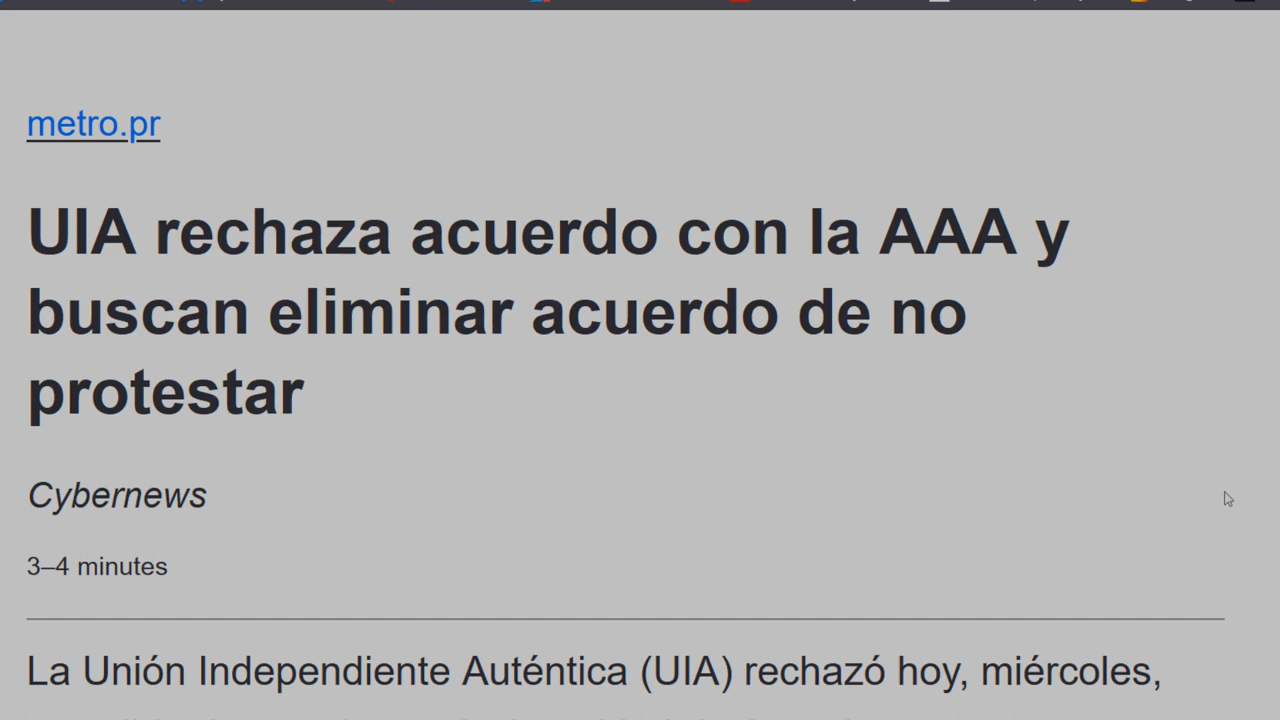 metro.pr
UIA rechaza acuerdo con la AAA y
buscan eliminar acuerdo de no
protestar
Cybernews
3–4 minutes
La Unión Independiente Auténtica (UIA) rechazó hoy, miércoles,